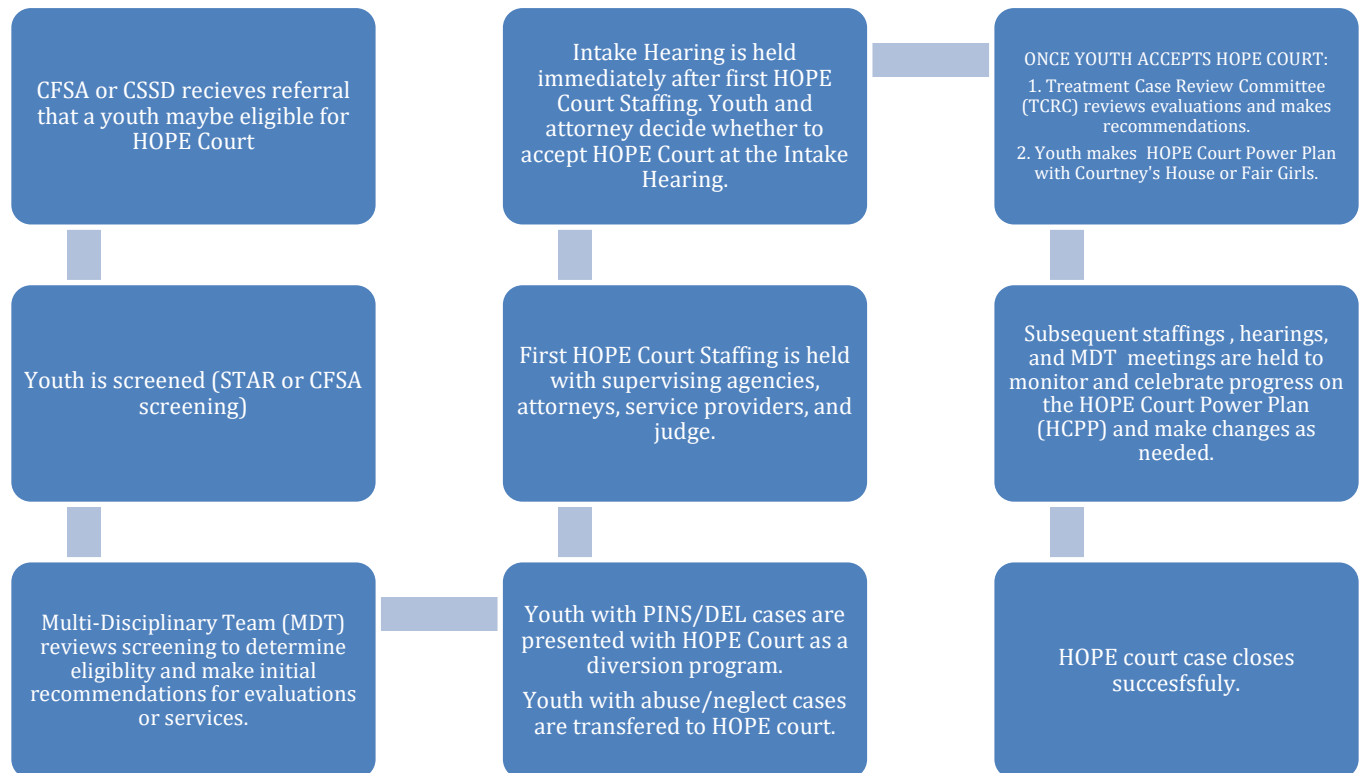 CFSA or CSSD recieves referral
that a youth maybe eligible for
HOPE Court
Youth is screened (STAR or CFSA
screening)
Multi-Disciplinary Team (MDT)
reviews screening to determine
eligiblity and make initial
recommendations for evaluations
or services.
Youth with PINS/DEL cases are
presented with HOPE Court as a
diversion program.
Youth with abuse/neglect cases
are transfered to HOPE court.
First HOPE Court Staffing is held
with supervising agencies,
attorneys, service providers, and
judge.
Intake Hearing is held
immediately after first HOPE
Court Staffing. Youth and
attorney decide whether to
accept HOPE Court at the Intake
Hearing.
ONCE YOUTH ACCEPTS HOPE COURT:
1. Treatment Case Review Committee
(TCRC) reviews evaluations and makes
recommendations.
2. Youth makes HOPE Court Power Plan
with Courtney's House or Fair Girls.
Subsequent staffings , hearings,
and MDT meetings are held to
monitor and celebrate progress on
the HOPE Court Power Plan
(HCPP) and make changes as
needed.
HOPE court case closes
succesfsfuly.